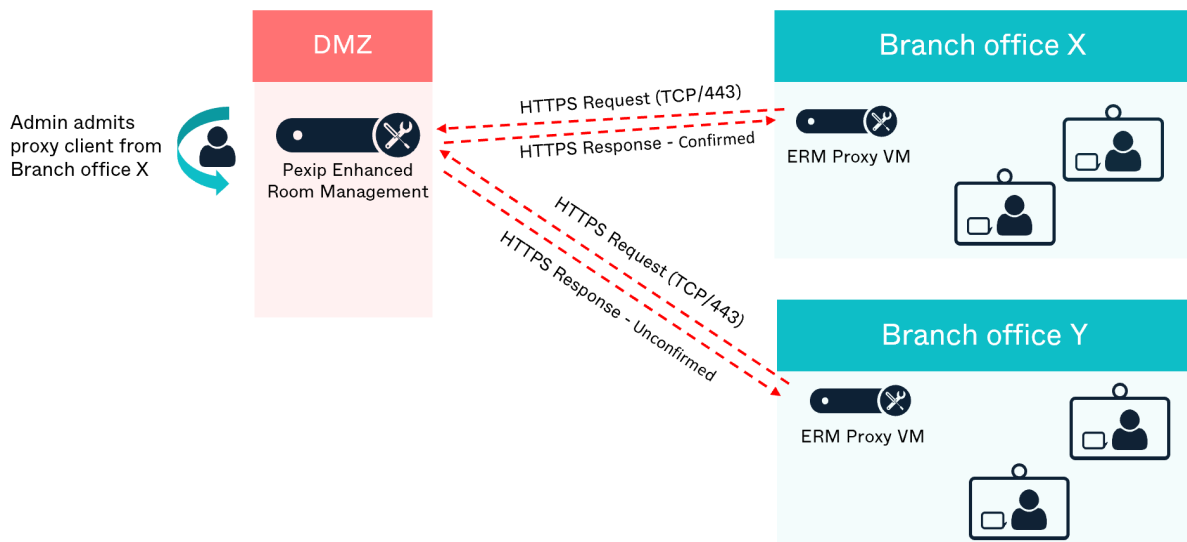 DMZ
Branch office X
Admin admits
proxy client from
Branch office X
Pexip Enhanced
Room Management
HTTPS Request (TCP/443)
HTTPS Response - Confirmed
ERM Proxy VM
HTTPS Request (TCP/443)
HTTPS Response - Unconfirmed
Branch office Y
ERM Proxy VM